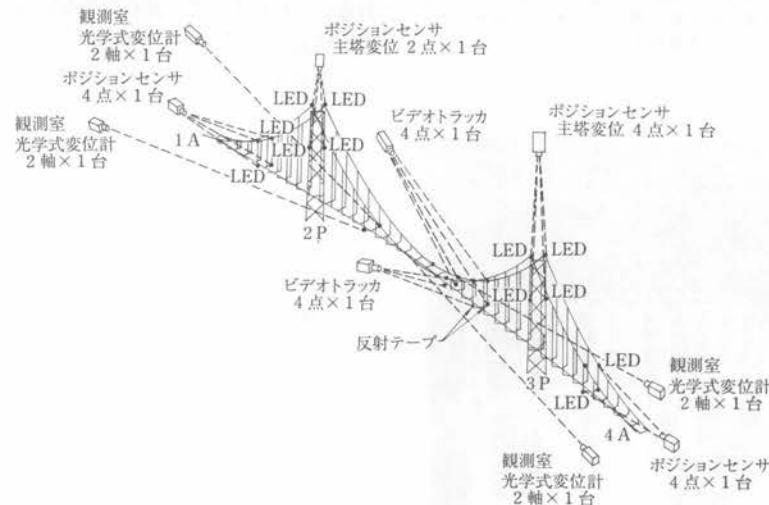 観測室
光学式変位計
2軸×1台
ポジションセンサ
4点×1台
観測室
光学式変位計
2軸×1台
1A
LED
LED
ポジションセンサ
主塔変位 2点×1台
LED
LED
LED
LED
2P
ビデオトラッカ
4点×1台
ポジションセンサ
主塔変位 4点×1台
ビデオトラッカ
4点×1台
反射テープ
LED
LED
LED
LED
3P
LED
LED
4A
観測室
光学式変位計
2軸×1台
ポジションセンサ
4点×1台
観測室
光学式変位計
2軸×1台